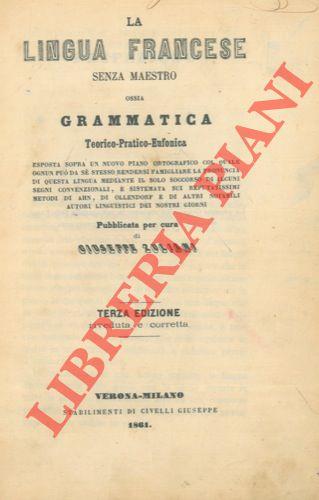 LA
LINGUA FRANCESE
SENZA MAESTRO
OSSIA
GRAMMATICA
Teorico-Pratico-Eufonica
ESPOSTA SOPRA UN NUOVO PIANO ORTOGRAFICO COL QUALE
OGNUN PUÒ DA SÈ STESSO RENDERSI FAMIGLIARE LA PRONUNCIA
DI QUESTA LINGUA MEDIANTE IL SOLO SOCCORSO DI ALCUNI
SEGNI CONVENZIONALI, E SISTEMATA SUI REPUTATISSIMI
METODI DI AHN, DI OLLENDORF E DI ALTRI NOTABILI
AUTORI LINGUISTICI DEI NOSTRI GIORNI
Pubblicata per cura
di
GIUSEPPE
TERZA EDIZIONE
riveduta e corretta
VERONA-MILANO
STABILIMENTI DI CIVELLI GIUSEPPE
1861.
LIBRERIA PIANI
LIBRERIA PIANI